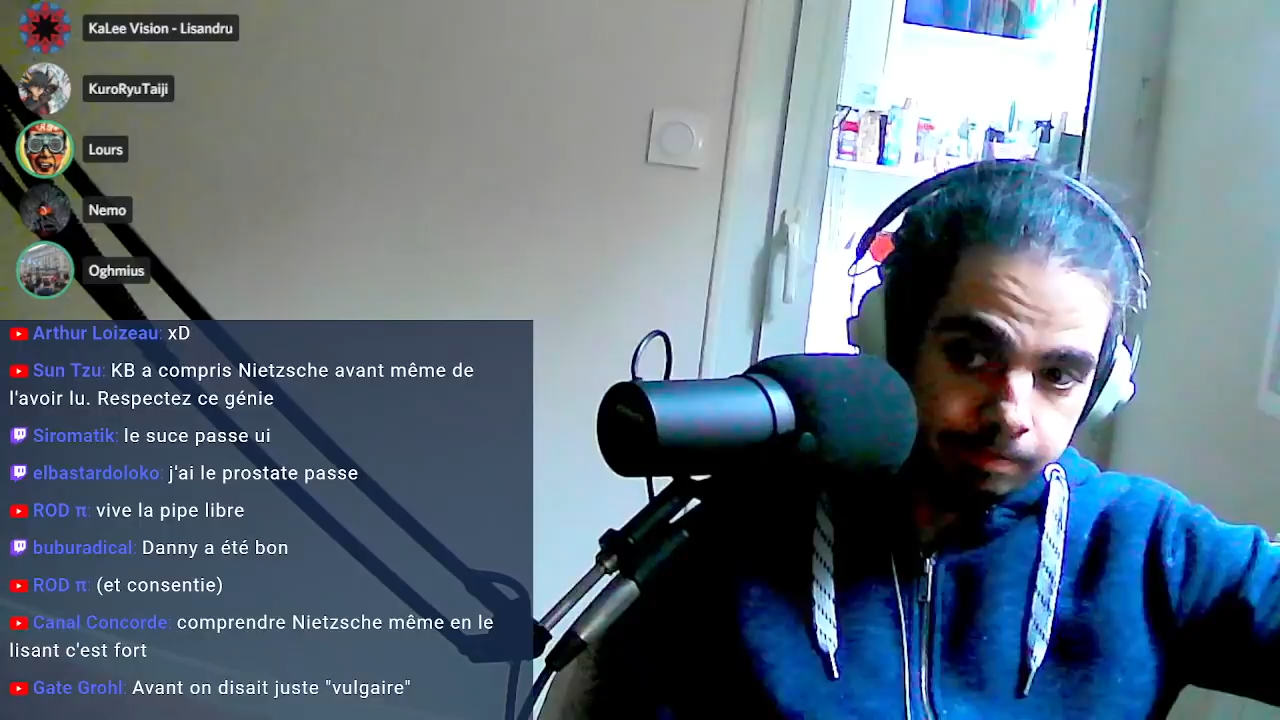 KaLee Vision - Lisandru
KuroRyuTaiji
Lours
Nemo
Oghmius
Arthur Loizeau: xD
Sun Tzu: KB a compris Nietzsche avant même de
l'avoir lu. Respectez ce génie
Siromatik: le suce passe ui
elbastardoloko: j'ai le prostate passe
ROD π: vive la pipe libre
buburadical: Danny a été bon
ROD π: (et consentie)
Canal Concorde: comprendre Nietzsche même en le
lisant c'est fort
Gate Grohl: Avant on disait juste "vulgaire"